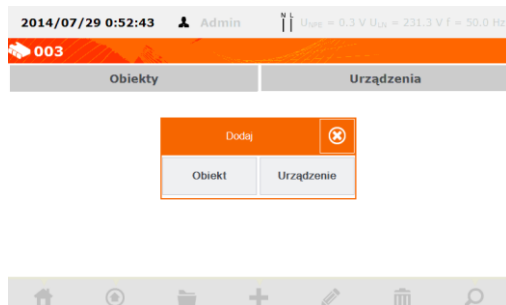 2014/07/29 0:52:43 Admin N L U_SPE = 0.3 V U_LN = 231.3 V f = 50.0 Hz
003
Obiekty Urządzenia
Dodaj
Obiekt Urządzenie